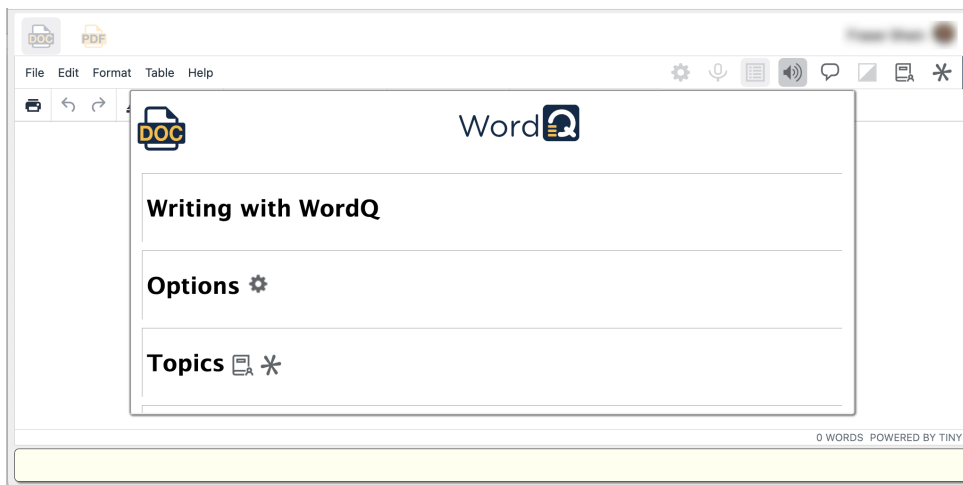 DOC PDF
File Edit Format Table Help
DOC WordQ
Writing with WordQ
Options
Topics
0 WORDS POWERED BY TINY